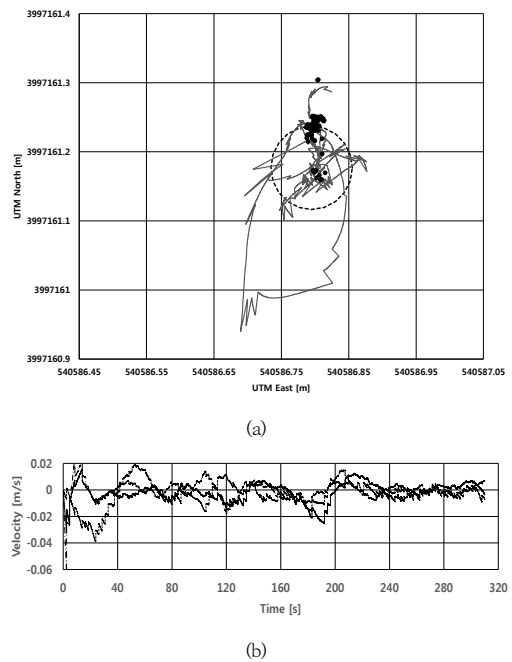 3997161.4
3997161.3
3997161.2
3997161.1
3997161
3997160.9
UTM North [m]
540586.45 540586.55 540586.65 540586.75 540586.85 540586.95 540587.05
UTM East [m]
(a)
0.02
0
-0.02
-0.04
-0.06
Velocity [m/s]
0 40 80 120 160 200 240 280 320
Time [s]
(b)